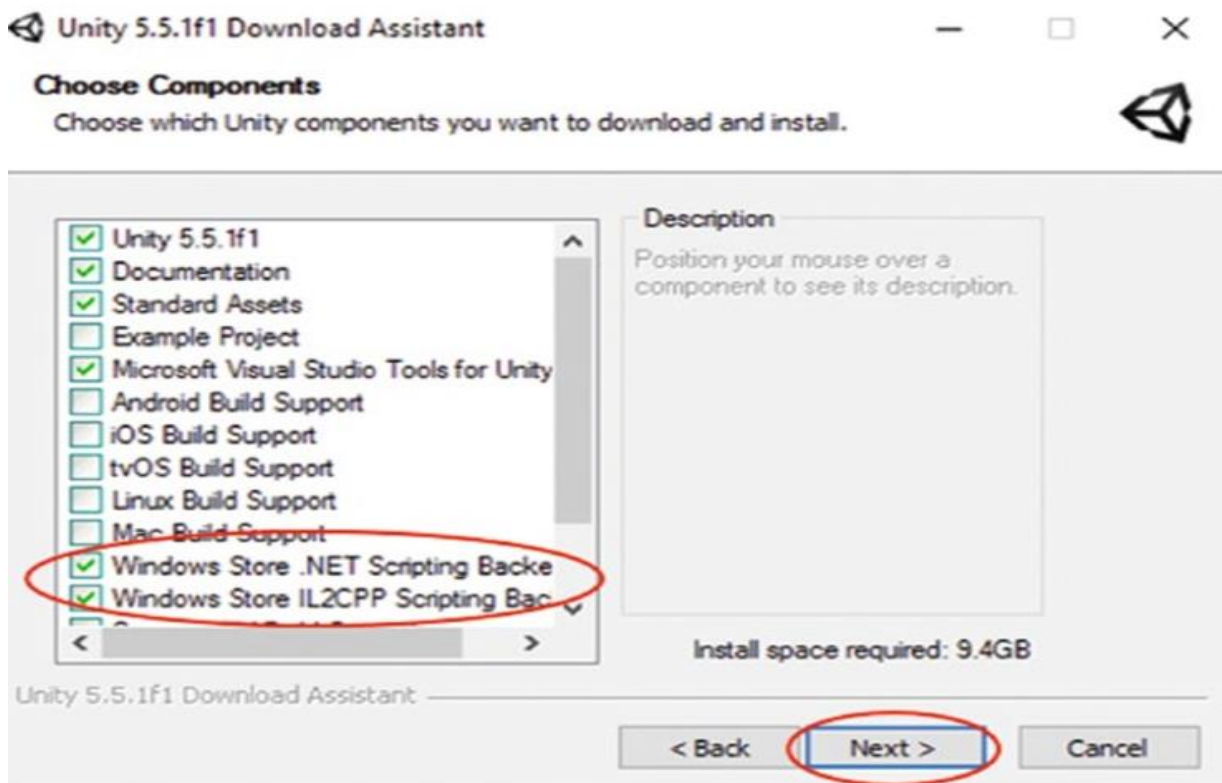 Unity 5.5.1f1 Download Assistant
Choose Components
Choose which Unity components you want to download and install.
Unity 5.5.1f1
Documentation
Standard Assets
Example Project
Microsoft Visual Studio Tools for Unity
Android Build Support
iOS Build Support
tvOS Build Support
Linux Build Support
Mac Build Support
Windows Store .NET Scripting Backe
Windows Store IL2CPP Scripting Bac
Description
Position your mouse over a
component to see its description.
Install space required: 9.4GB
Unity 5.5.1f1 Download Assistant
< Back
Next >
Cancel